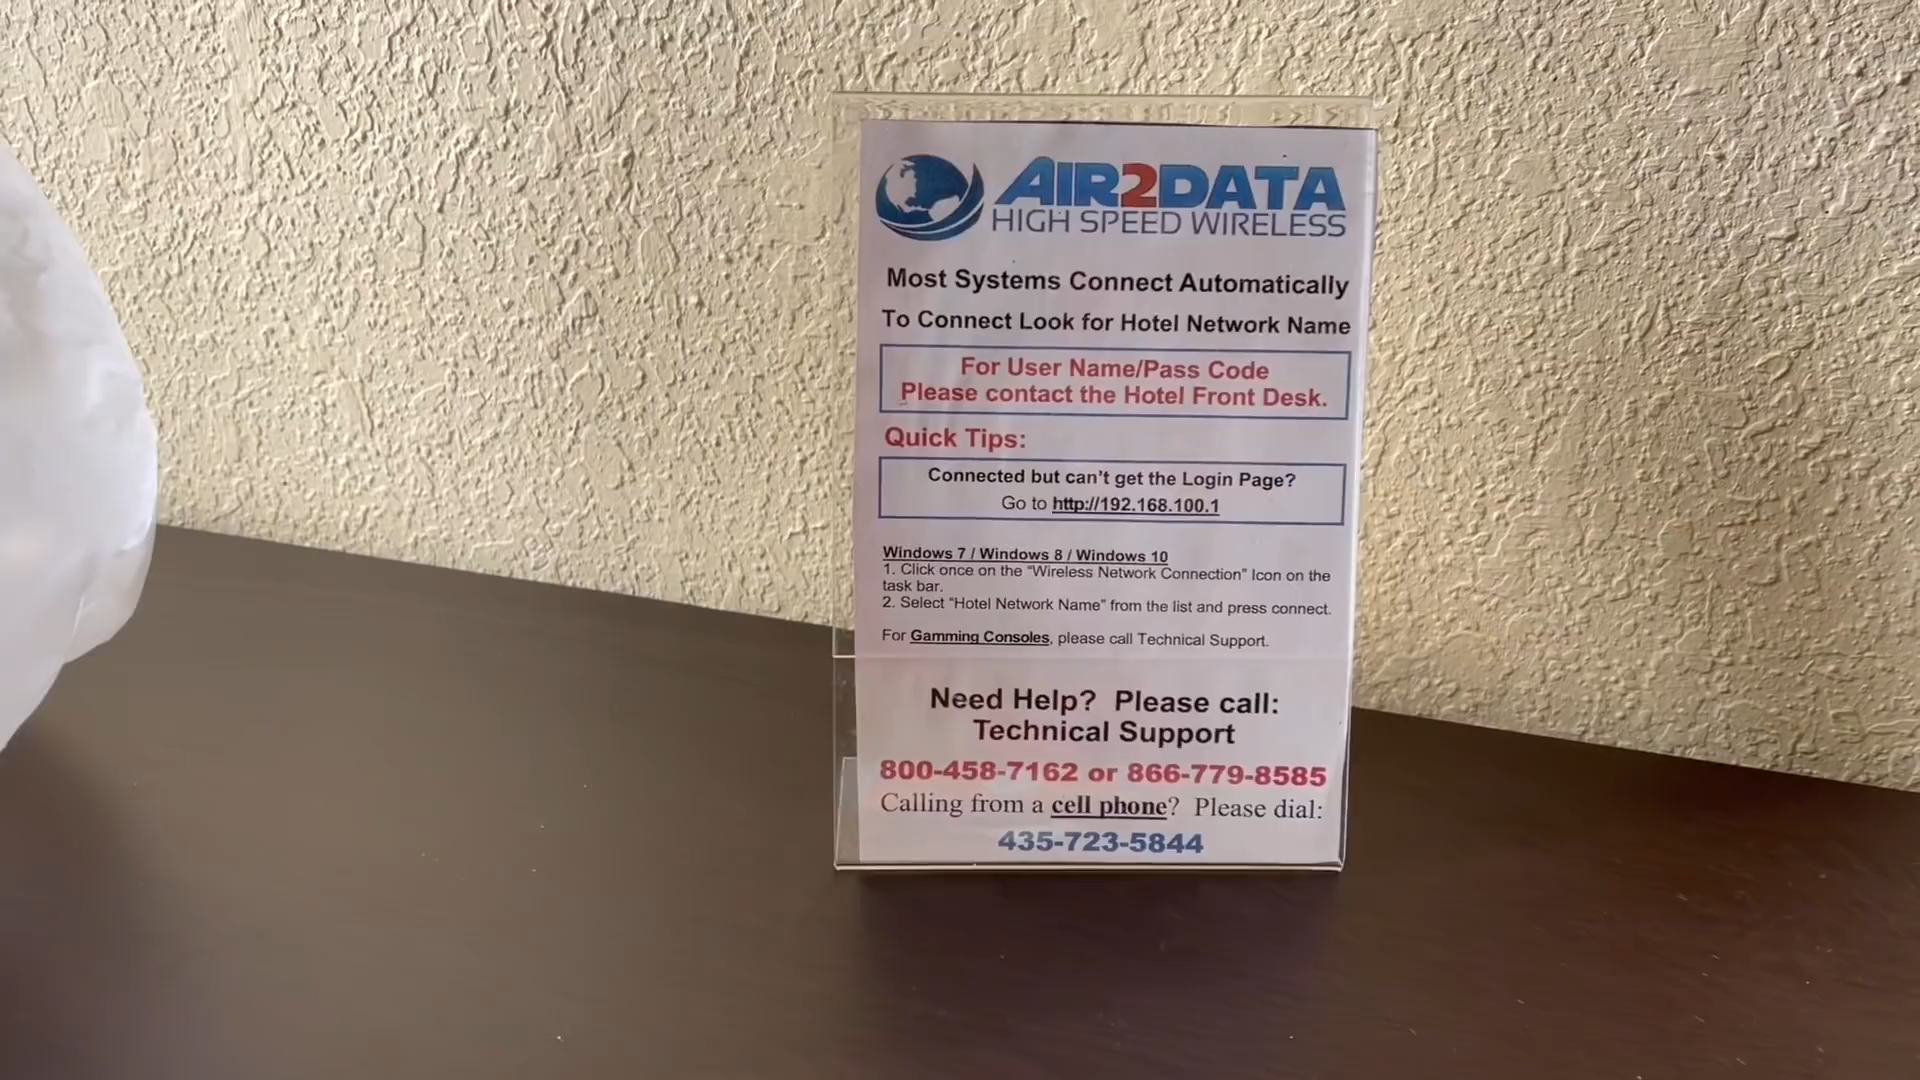 AIR2DATA
HIGH SPEED WIRELESS
Most Systems Connect Automatically
To Connect Look for Hotel Network Name
For User Name/Pass Code
Please contact the Hotel Front Desk.
Quick Tips:
Connected but can't get the Login Page?
Go to http://192.168.100.1
Windows 7 / Windows 8 / Windows 10
1. Click once on the "Wireless Network Connection" Icon on the
task bar.
2. Select "Hotel Network Name" from the list and press connect.
For Gamming Consoles, please call Technical Support.
Need Help? Please call:
Technical Support
800-458-7162 or 866-779-8585
Calling from a cell phone? Please dial:
435-723-5844